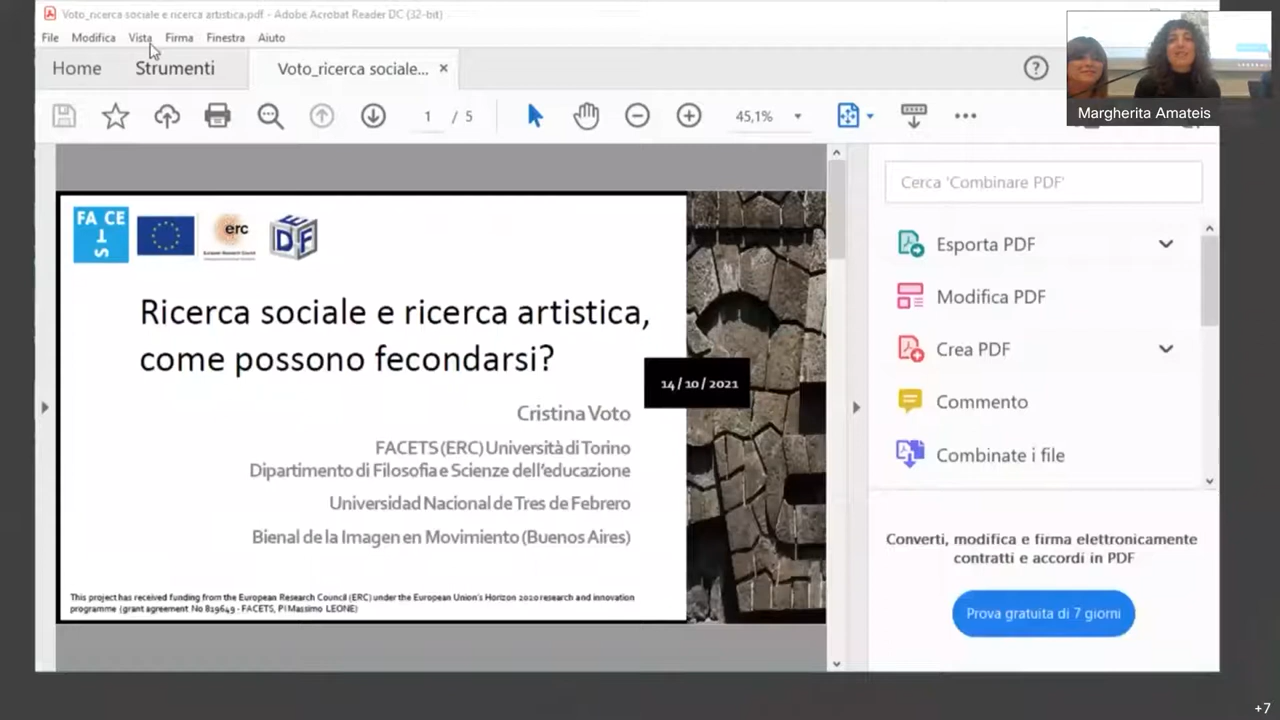 Voto_ricerca sociale e ricerca artistica.pdf - Adobe Acrobat Reader DC (32-bit)
File Modifica Vista Firma Finestra Aiuto
Home Strumenti Voto_ricerca sociale... ×
1 / 5 45,1%
Margherita Amateis
Cerca 'Combinare PDF'
FA CE
TS
erc
European Research Council
DFE
Ricerca sociale e ricerca artistica,
come possono fecondarsi?
14/10/2021
Cristina Voto
FACETS (ERC) Università di Torino
Dipartimento di Filosofia e Scienze dell'educazione
Universidad Nacional de Tres de Febrero
Bienal de la Imagen en Movimiento (Buenos Aires)
This project has received funding from the European Research Council (ERC) under the European Union's Horizon 2020 research and innovation
programme (grant agreement No 819649 - FACETS, PI Massimo LEONE)
Esporta PDF
Modifica PDF
Crea PDF
Commento
Combinate i file
Converti, modifica e firma elettronicamente
contratti e accordi in PDF
Prova gratuita di 7 giorni
+7